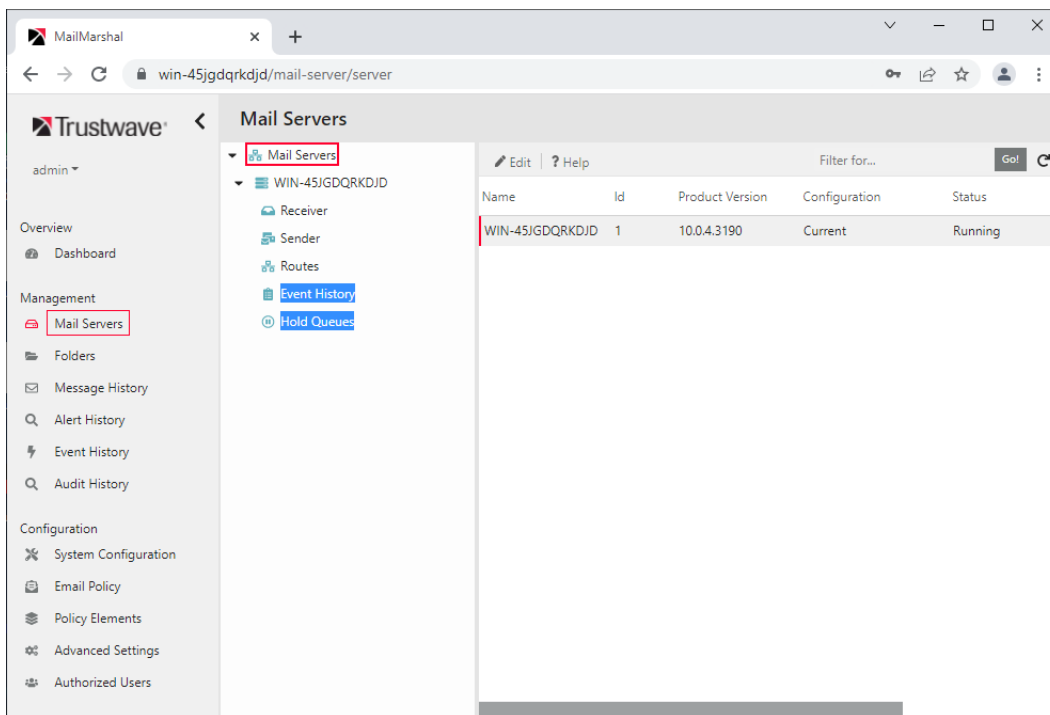 MailMarshal
win-45jgdqrkdjd/mail-server/server
Trustwave
admin
Overview
Dashboard
Management
Mail Servers
Folders
Message History
Alert History
Event History
Audit History
Configuration
System Configuration
Email Policy
Policy Elements
Advanced Settings
Authorized Users
Mail Servers
Mail Servers
WIN-45JGDQRKDJD
Receiver
Sender
Routes
Event History
Hold Queues
Edit ? Help Filter for... Go!
Name Id Product Version Configuration Status
WIN-45JGDQRKDJD 1 10.0.4.3190 Current Running